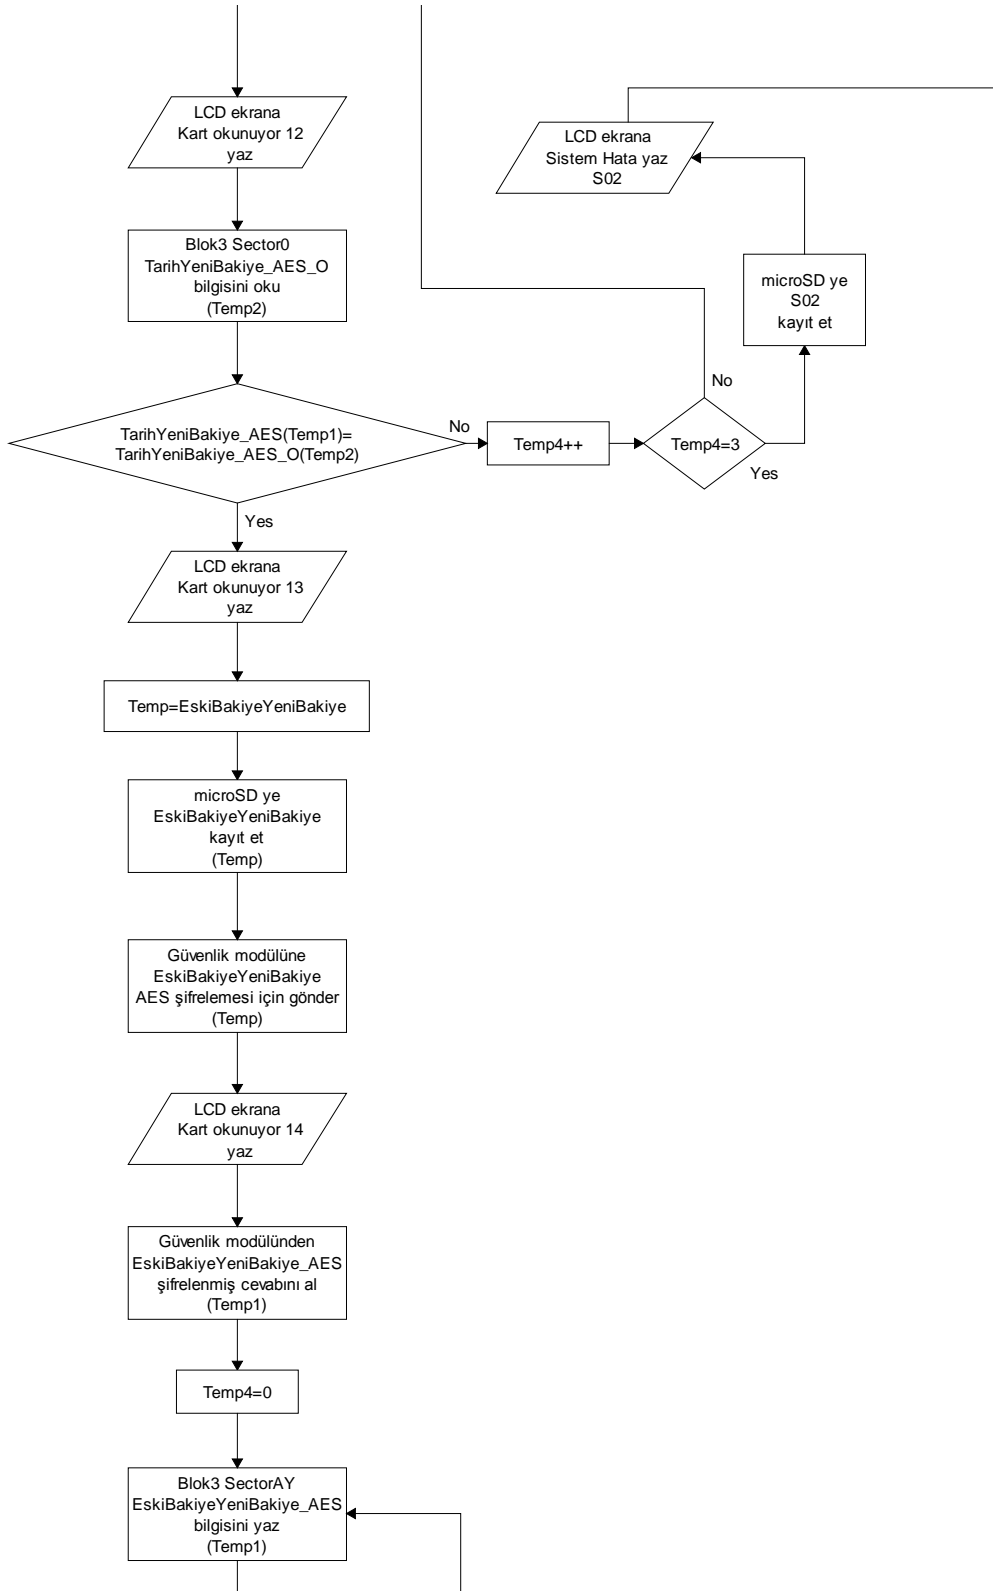 LCD ekrana
Kart okunuyor 12
yaz
LCD ekrana
Sistem Hata yaz
S02
Blok3 Sector0
TarihYeniBakiye_AES_O
bilgisini oku
(Temp2)
microSD ye
S02
kayıt et
TarihYeniBakiye_AES(Temp1)=
TarihYeniBakiye_AES_O(Temp2)
No
Temp4++
Temp4=3
No
Yes
Yes
LCD ekrana
Kart okunuyor 13
yaz
Temp=EskiBakiyeYeniBakiye
microSD ye
EskiBakiyeYeniBakiye
kayıt et
(Temp)
Güvenlik modülüne
EskiBakiyeYeniBakiye
AES şifrelemesi için gönder
(Temp)
LCD ekrana
Kart okunuyor 14
yaz
Güvenlik modülünden
EskiBakiyeYeniBakiye_AES
şifrelenmiş cevabını al
(Temp1)
Temp4=0
Blok3 SectorAY
EskiBakiyeYeniBakiye_AES
bilgisini yaz
(Temp1)